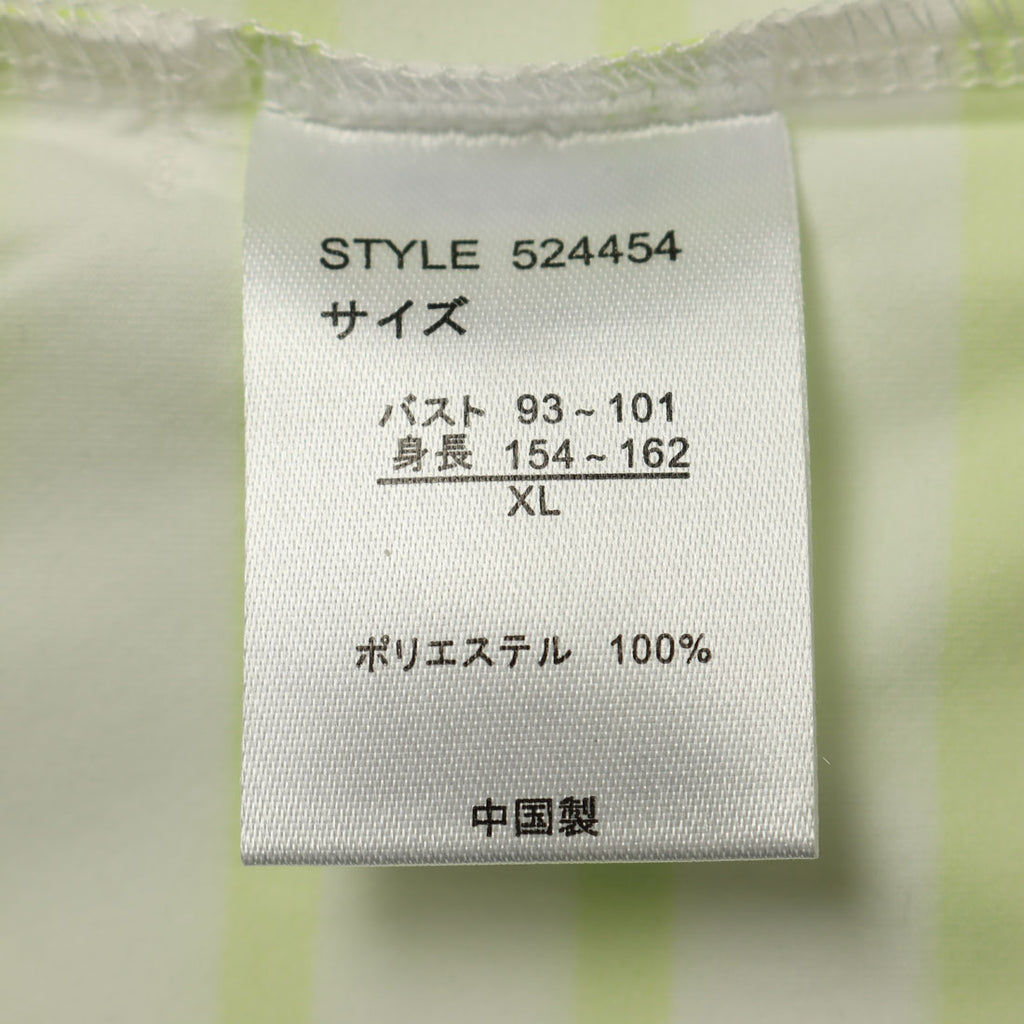 STYLE 524454
サイズ
バスト 93~101
身長 154~162
XL
ポリエステル 100%
中国製